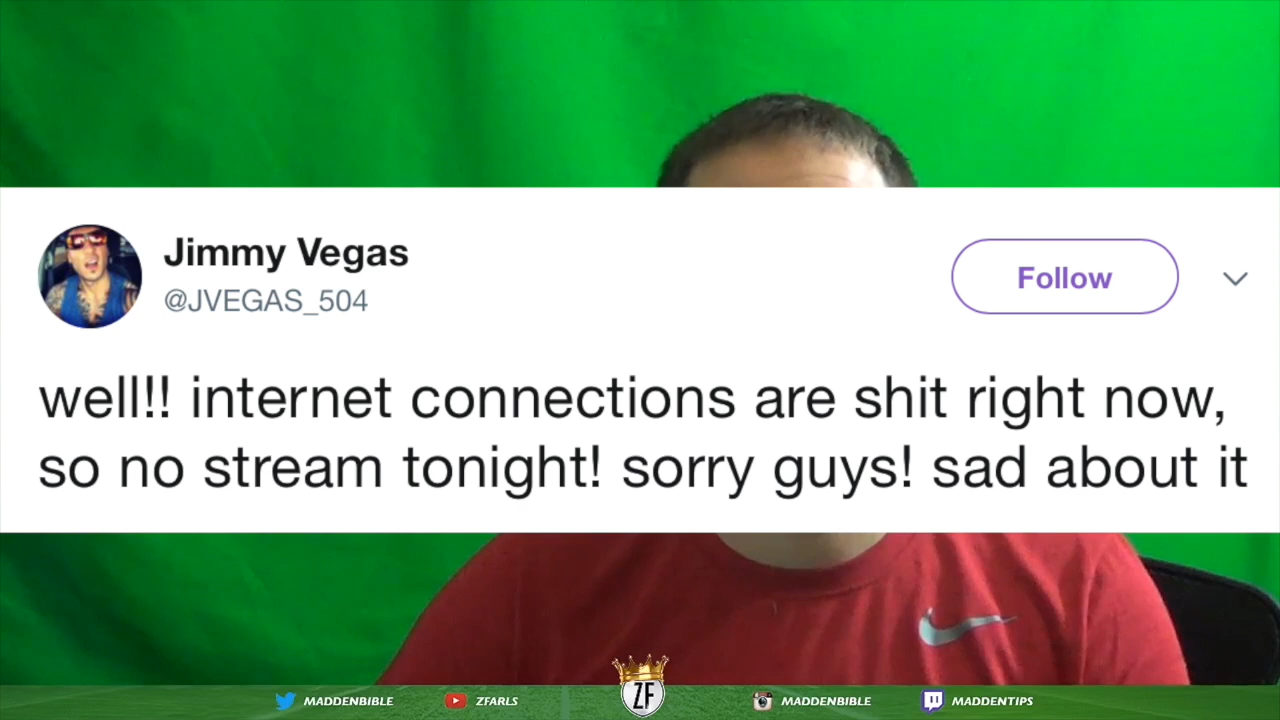 Jimmy Vegas
@JVEGAS_504
Follow
well!! internet connections are shit right now,
so no stream tonight! sorry guys! sad about it
ZF
MADDENBIBLE
ZFARLS
MADDENBIBLE
MADDENTIPS